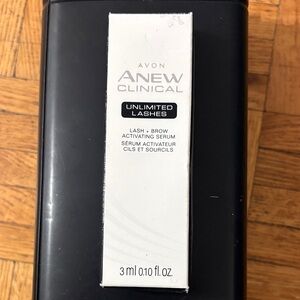 AVON
ANEW
CLINICAL
UNLIMITED
LASHES
LASH + BROW
ACTIVATING SERUM
SÉRUM ACTIVATEUR
CILS ET SOURCILS
3 ml 0.10 fl. oz.